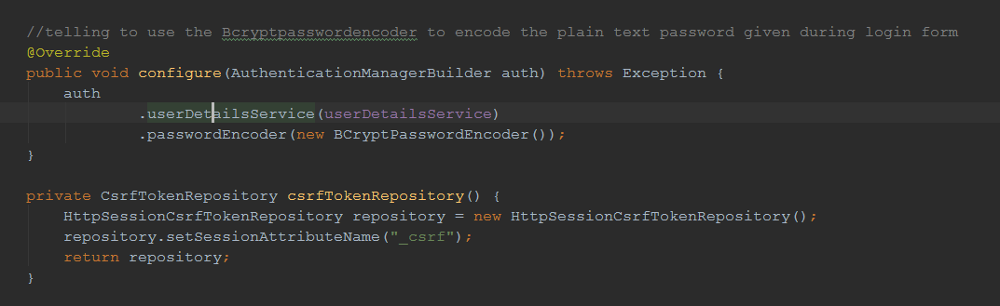 //telling to use the Bcryptpasswordencoder to encode the plain text password given during login form
@Override
public void configure(AuthenticationManagerBuilder auth) throws Exception {
    auth
            .userDetailsService(userDetailsService)
            .passwordEncoder(new BCryptPasswordEncoder());
}

private CsrfTokenRepository csrfTokenRepository() {
    HttpSessionCsrfTokenRepository repository = new HttpSessionCsrfTokenRepository();
    repository.setSessionAttributeName("_csrf");
    return repository;
}